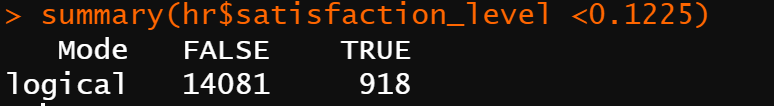 > summary(hr$satisfaction_level <0.1225)
   Mode   FALSE    TRUE
logical   14081     918